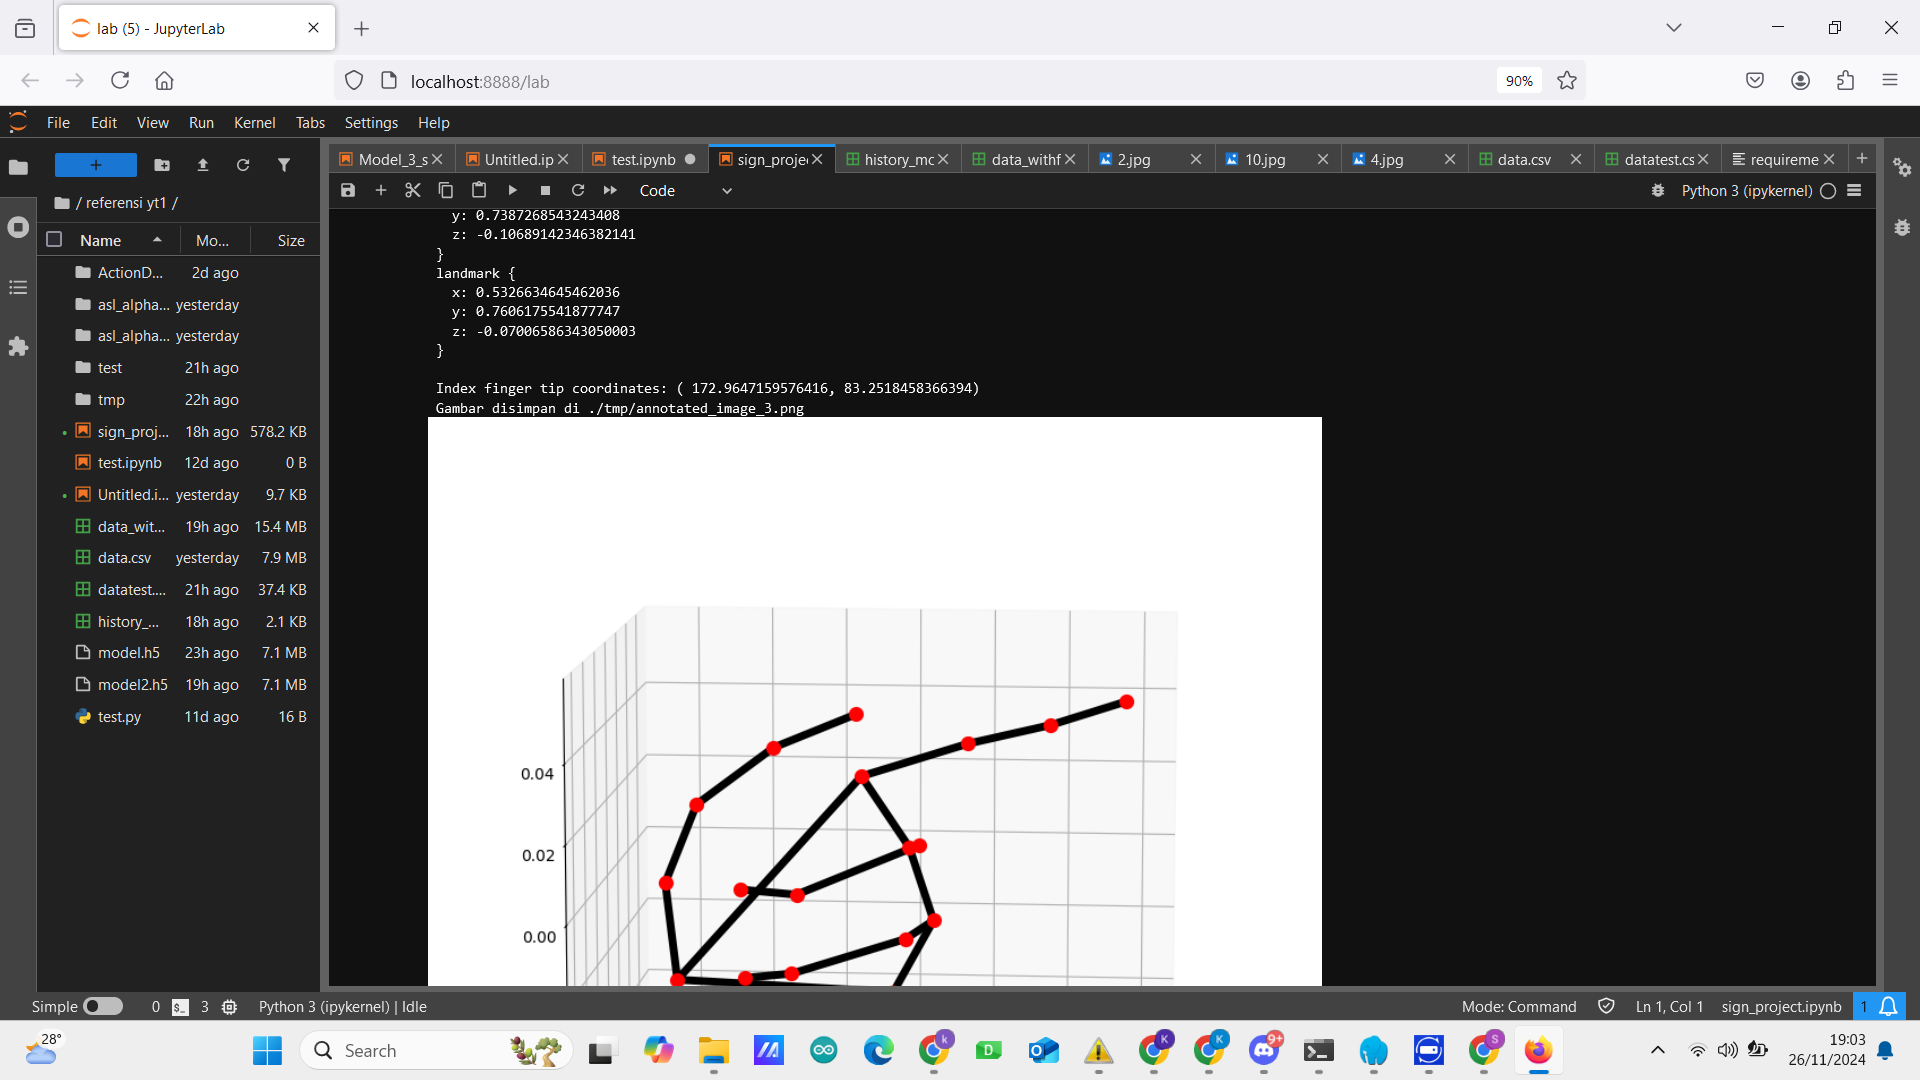 lab (5) - JupyterLab
localhost:8888/lab
90%
File Edit View Run Kernel Tabs Settings Help
Model_3_s
Untitled.ip
test.ipynb
sign_projec
history_mc
data_withf
2.jpg
10.jpg
4.jpg
data.csv
datatest.cs
requireme
Code
Python 3 (ipykernel)
/ referensi yt1 /
Name Mo... Size
ActionD... 2d ago
asl_alpha... yesterday
asl_alpha... yesterday
test 21h ago
tmp 22h ago
sign_proj... 18h ago 578.2 KB
test.ipynb 12d ago 0 B
Untitled.i... yesterday 9.7 KB
data_wit... 19h ago 15.4 MB
data.csv yesterday 7.9 MB
datatest.... 21h ago 37.4 KB
history_... 18h ago 2.1 KB
model.h5 23h ago 7.1 MB
model2.h5 19h ago 7.1 MB
test.py 11d ago 16 B
y: 0.7387268543243408
z: -0.10689142346382141
}
landmark {
x: 0.5326634645462036
y: 0.7606175541877747
z: -0.07006586343050003
}
Index finger tip coordinates: ( 172.9647159576416, 83.2518458366394)
Gambar disimpan di ./tmp/annotated_image_3.png
0.04
0.02
0.00
Simple 0 3 Python 3 (ipykernel) | Idle
Mode: Command Ln 1, Col 1 sign_project.ipynb 1
28°
Search
19:03
26/11/2024